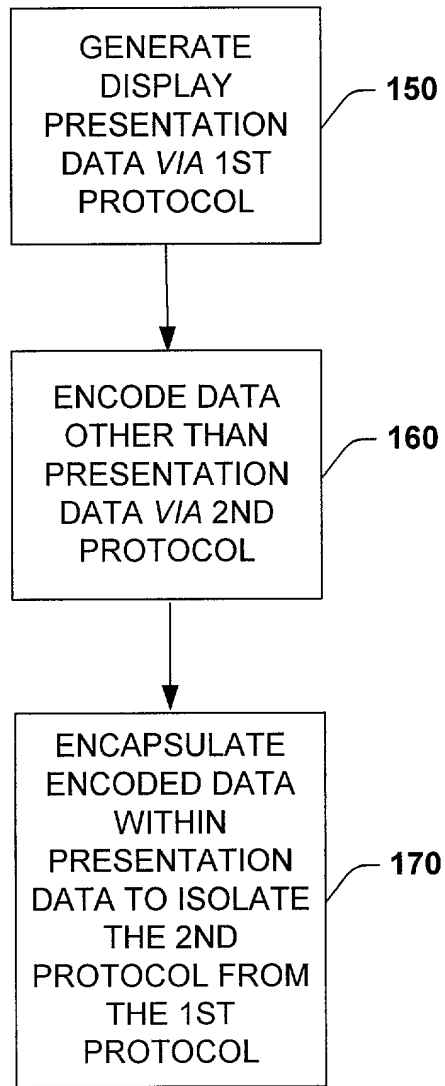 GENERATE
DISPLAY
PRESENTATION
DATA VIA 1ST
PROTOCOL
150
ENCODE DATA
OTHER THAN
PRESENTATION
DATA VIA 2ND
PROTOCOL
160
ENCAPSULATE
ENCODED DATA
WITHIN
PRESENTATION
DATA TO ISOLATE
THE 2ND
PROTOCOL FROM
THE 1ST
PROTOCOL
170